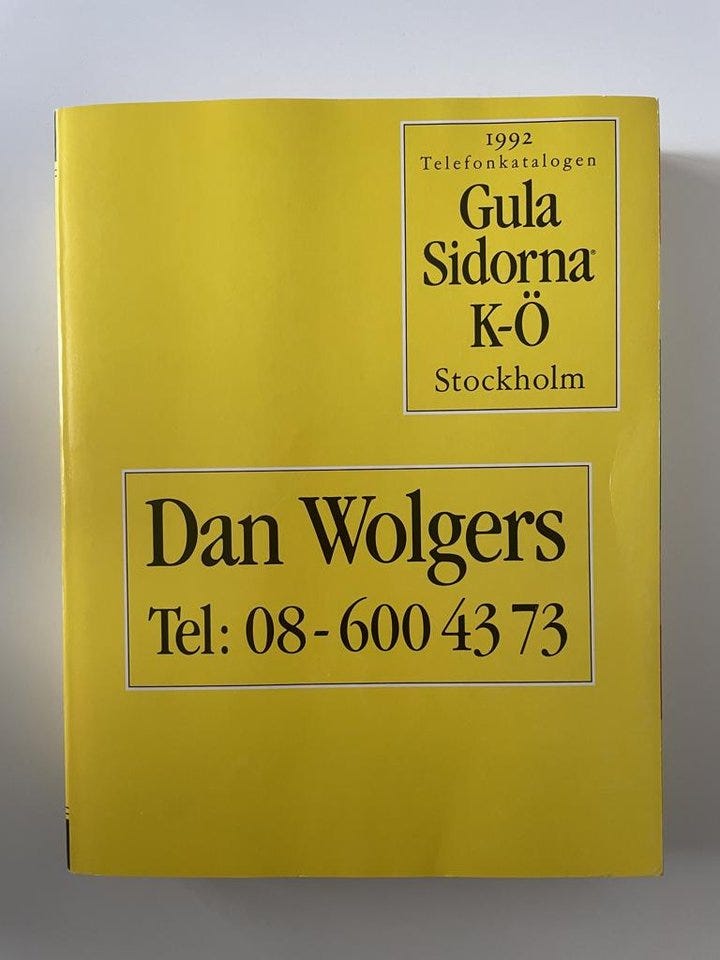 1992
Telefonkatalogen
Gula
Sidorna®
K-Ö
Stockholm
Dan Wolgers
Tel: 08-600 43 73